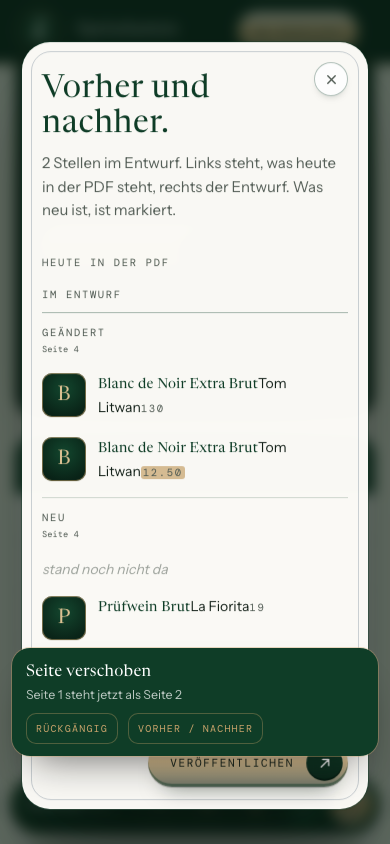 Vorher und
nachher.
2 Stellen im Entwurf. Links steht, was heute
in der PDF steht, rechts der Entwurf. Was
neu ist, ist markiert.
HEUTE IN DER PDF
IM ENTWURF
GEÄNDERT
Seite 4
B
Blanc de Noir Extra BrutTom
Litwan130
B
Blanc de Noir Extra BrutTom
Litwan12.50
NEU
Seite 4
stand noch nicht da
P
Prüfwein BrutLa Fiorita19
Seite verschoben
Seite 1 steht jetzt als Seite 2
RÜCKGÄNGIG
VORHER / NACHHER
VERÖFFENTLICHEN